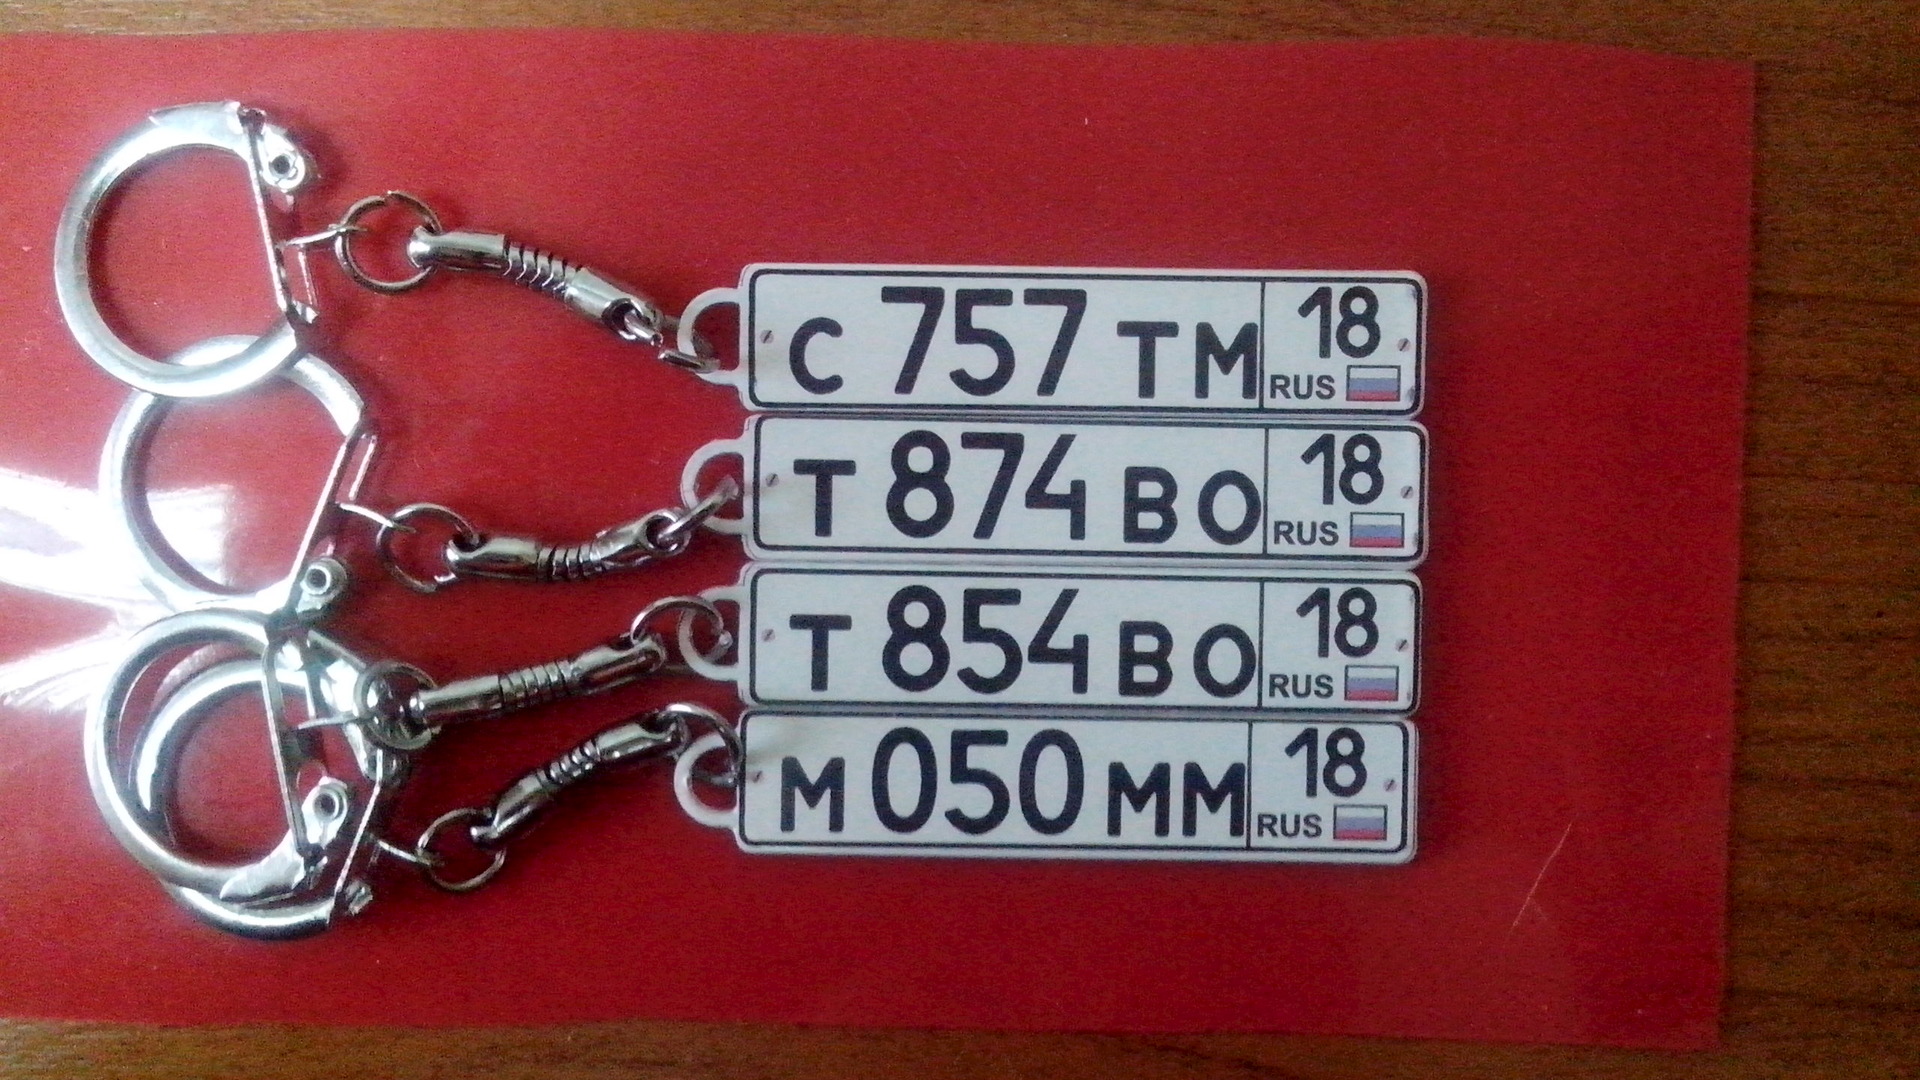 С 757 ТМ 18
RUS
Т 874 ВО 18
RUS
Т 854 ВО 18
RUS
М 050 ММ 18
RUS